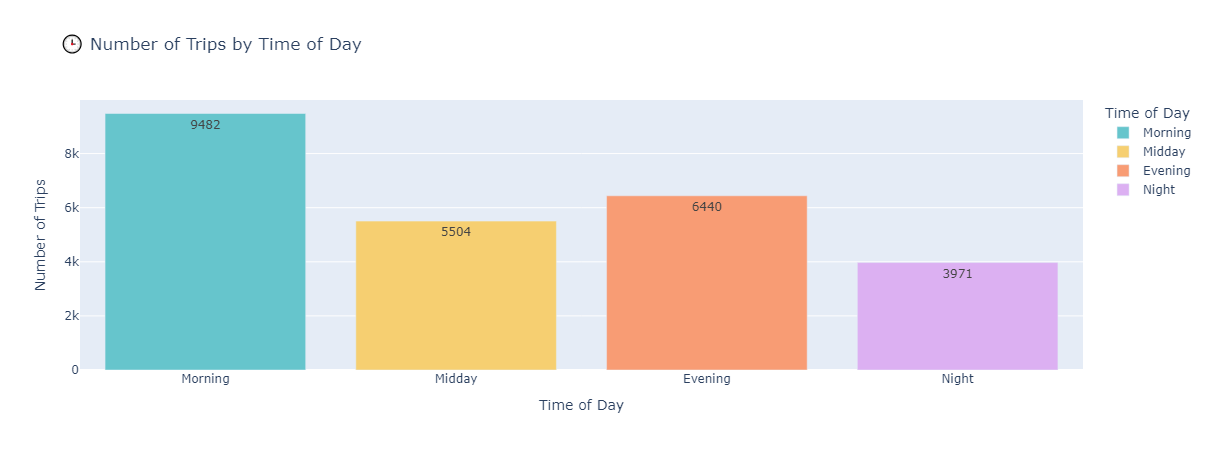 🕒 Number of Trips by Time of Day
Time of Day
Morning
Midday
Evening
Night
9482
5504
6440
3971
8k
6k
4k
2k
0
Number of Trips
Morning Midday Evening Night
Time of Day